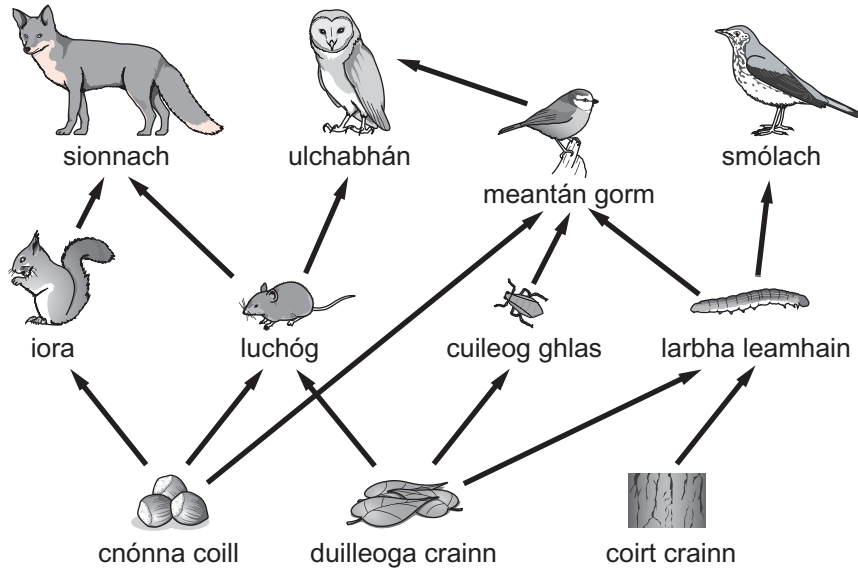 sionnach
ulchabhán
smólach
meantán gorm
iora
luchóg
cuileog ghlas
larbha leamhain
cnónna coill
duilleoga crainn
coirt crainn